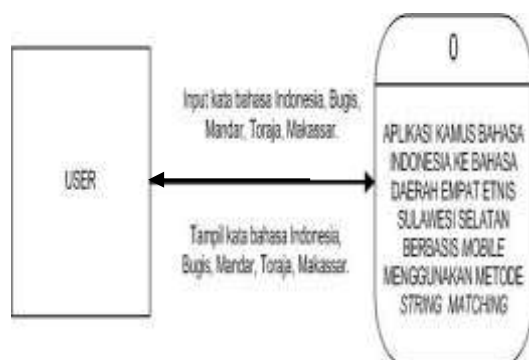 USER
Input kata bahasa Indonesia, Bugis,
Mandar, Toraja, Makassar.
Tampil kata bahasa Indonesia,
Bugis, Mandar, Toraja, Makassar.
0
APLIKASI KAMUS BAHASA
INDONESIA KE BAHASA
DAERAH EMPAT ETNIS
SULAWESI SELATAN
BERBASIS MOBILE
MENGGUNAKAN METODE
STRING MATCHING